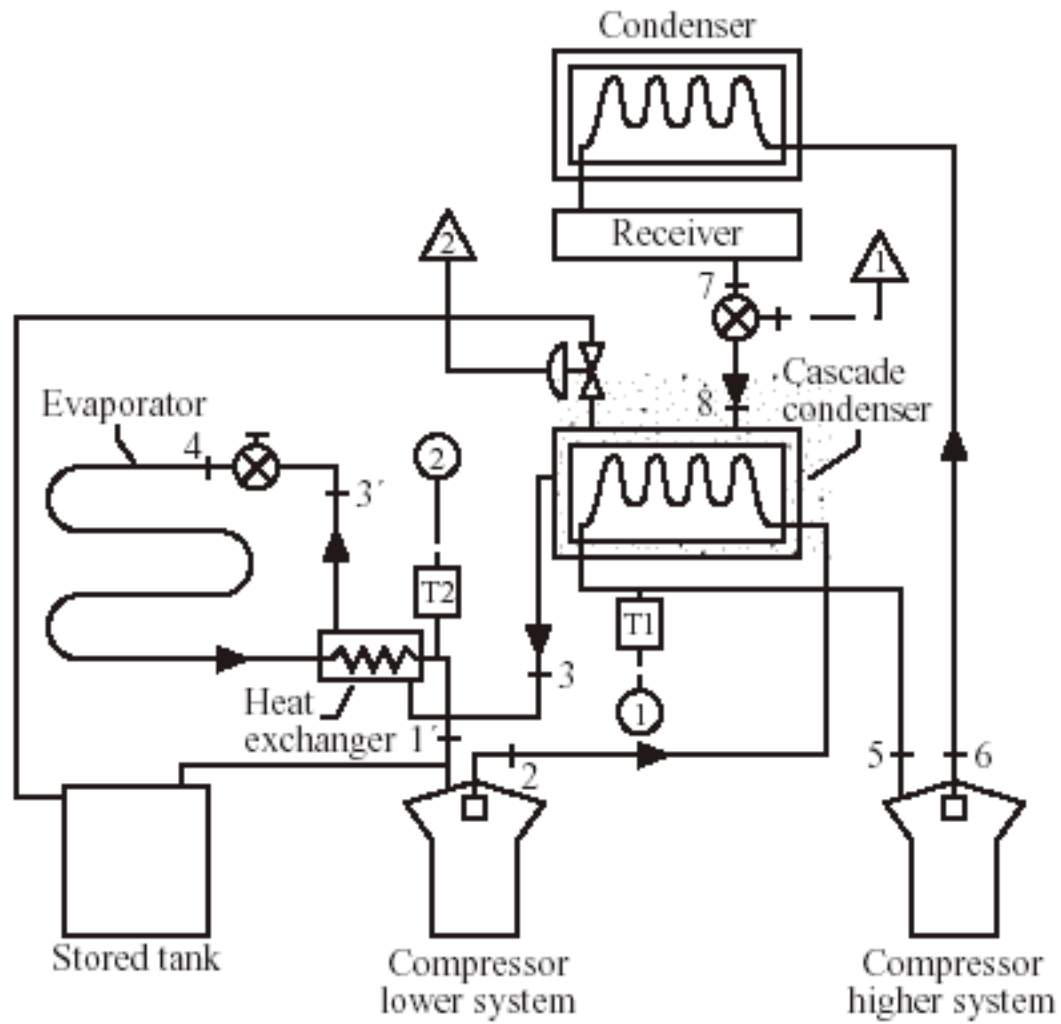 Condenser
Receiver
2
1
7
Cascade
condenser
8
Evaporator
4
2
3´
T2
T1
3
Heat
exchanger
1´
1
2
5
6
Stored tank
Compressor
lower system
Compressor
higher system